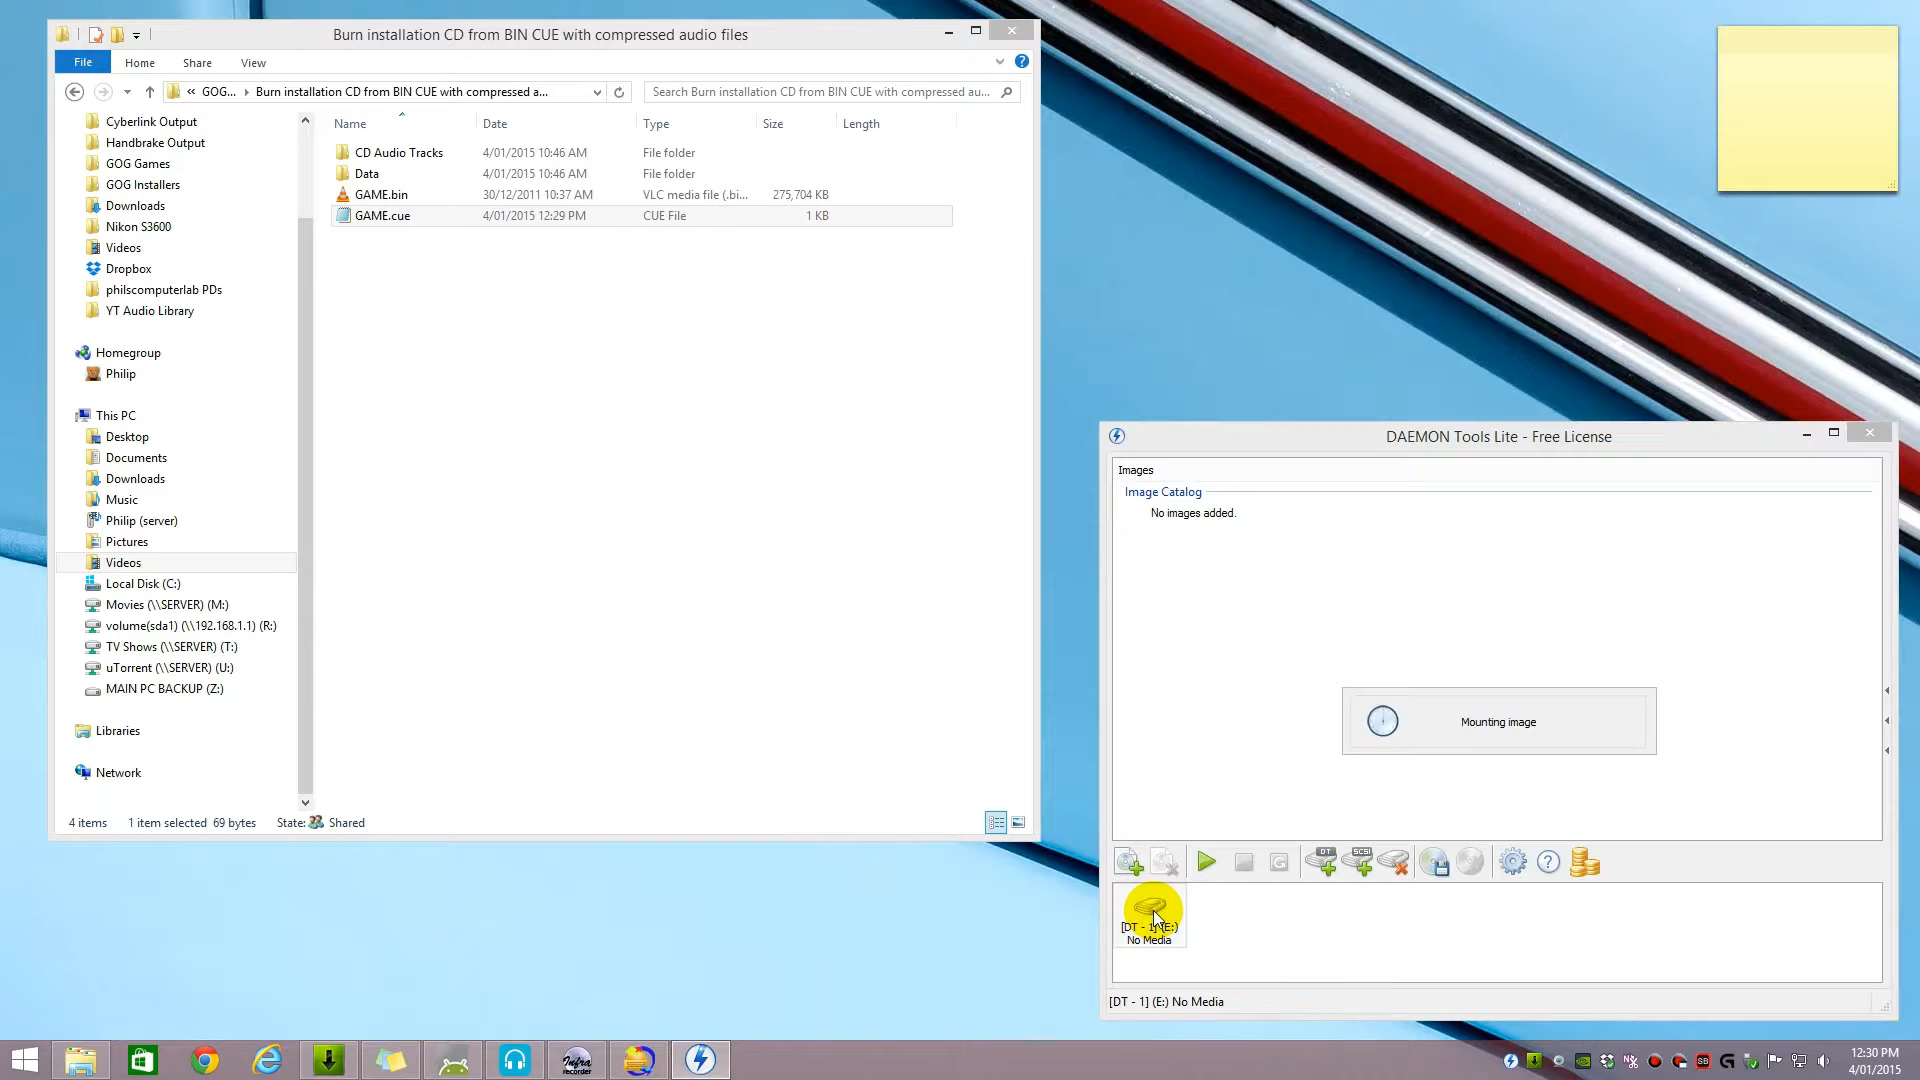 Burn installation CD from BIN CUE with compressed audio files
File
Home
Share
View
?
«
GOG...
Burn installation CD from BIN CUE with compressed a...
Search Burn installation CD from BIN CUE with compressed au...
Name
Date
Type
Size
Length
CD Audio Tracks
4/01/2015 10:46 AM
File folder
Data
4/01/2015 10:46 AM
File folder
GAME.bin
30/12/2011 10:37 AM
VLC media file (.bi...
275,704 KB
GAME.cue
4/01/2015 12:29 PM
CUE File
1 KB
Cyberlink Output
Handbrake Output
GOG Games
GOG Installers
Downloads
Nikon S3600
Videos
Dropbox
philscomputerlab PDs
YT Audio Library
Homegroup
Philip
This PC
Desktop
Documents
Downloads
Music
Philip (server)
Pictures
Videos
Local Disk (C:)
Movies (\\SERVER) (M:)
volume(sda1) (\\192.168.1.1) (R:)
TV Shows (\\SERVER) (T:)
uTorrent (\\SERVER) (U:)
MAIN PC BACKUP (Z:)
Libraries
Network
4 items
1 item selected 69 bytes
State:
Shared
DAEMON Tools Lite - Free License
Images
Image Catalog
No images added.
Mounting image
DT
SCSI
?
[DT - 1] (E:)
No Media
[DT - 1] (E:) No Media
Infra
recorder
SB
12:30 PM
4/01/2015